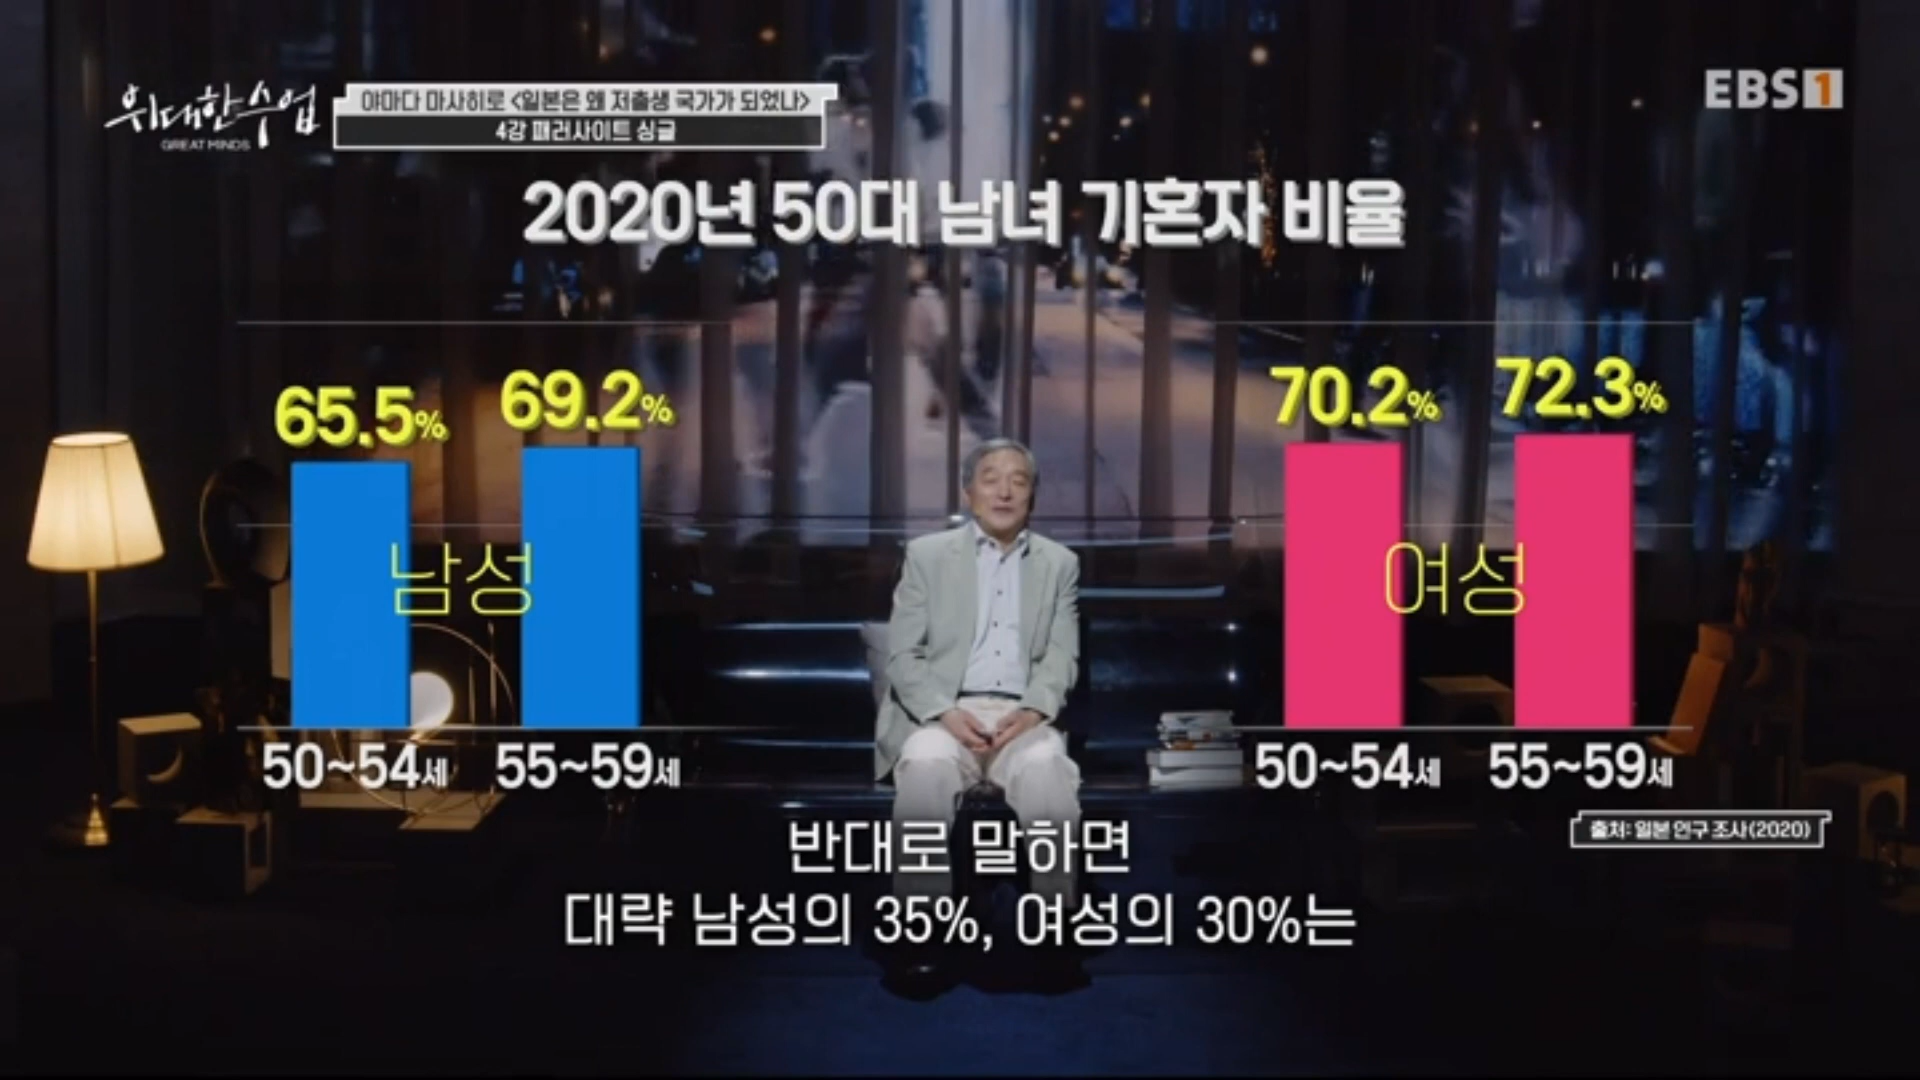 위대한 수업
GREAT MINDS
야마다 마사히로 <일본은 왜 저출생 국가가 되었나>
4강 패러사이트 싱글
EBS1
2020년 50대 남녀 기혼자 비율
65.5% 69.2% 70.2% 72.3%
남성 여성
50~54세 55~59세 50~54세 55~59세
출처: 일본 인구 조사(2020)
반대로 말하면
대략 남성의 35%, 여성의 30%는